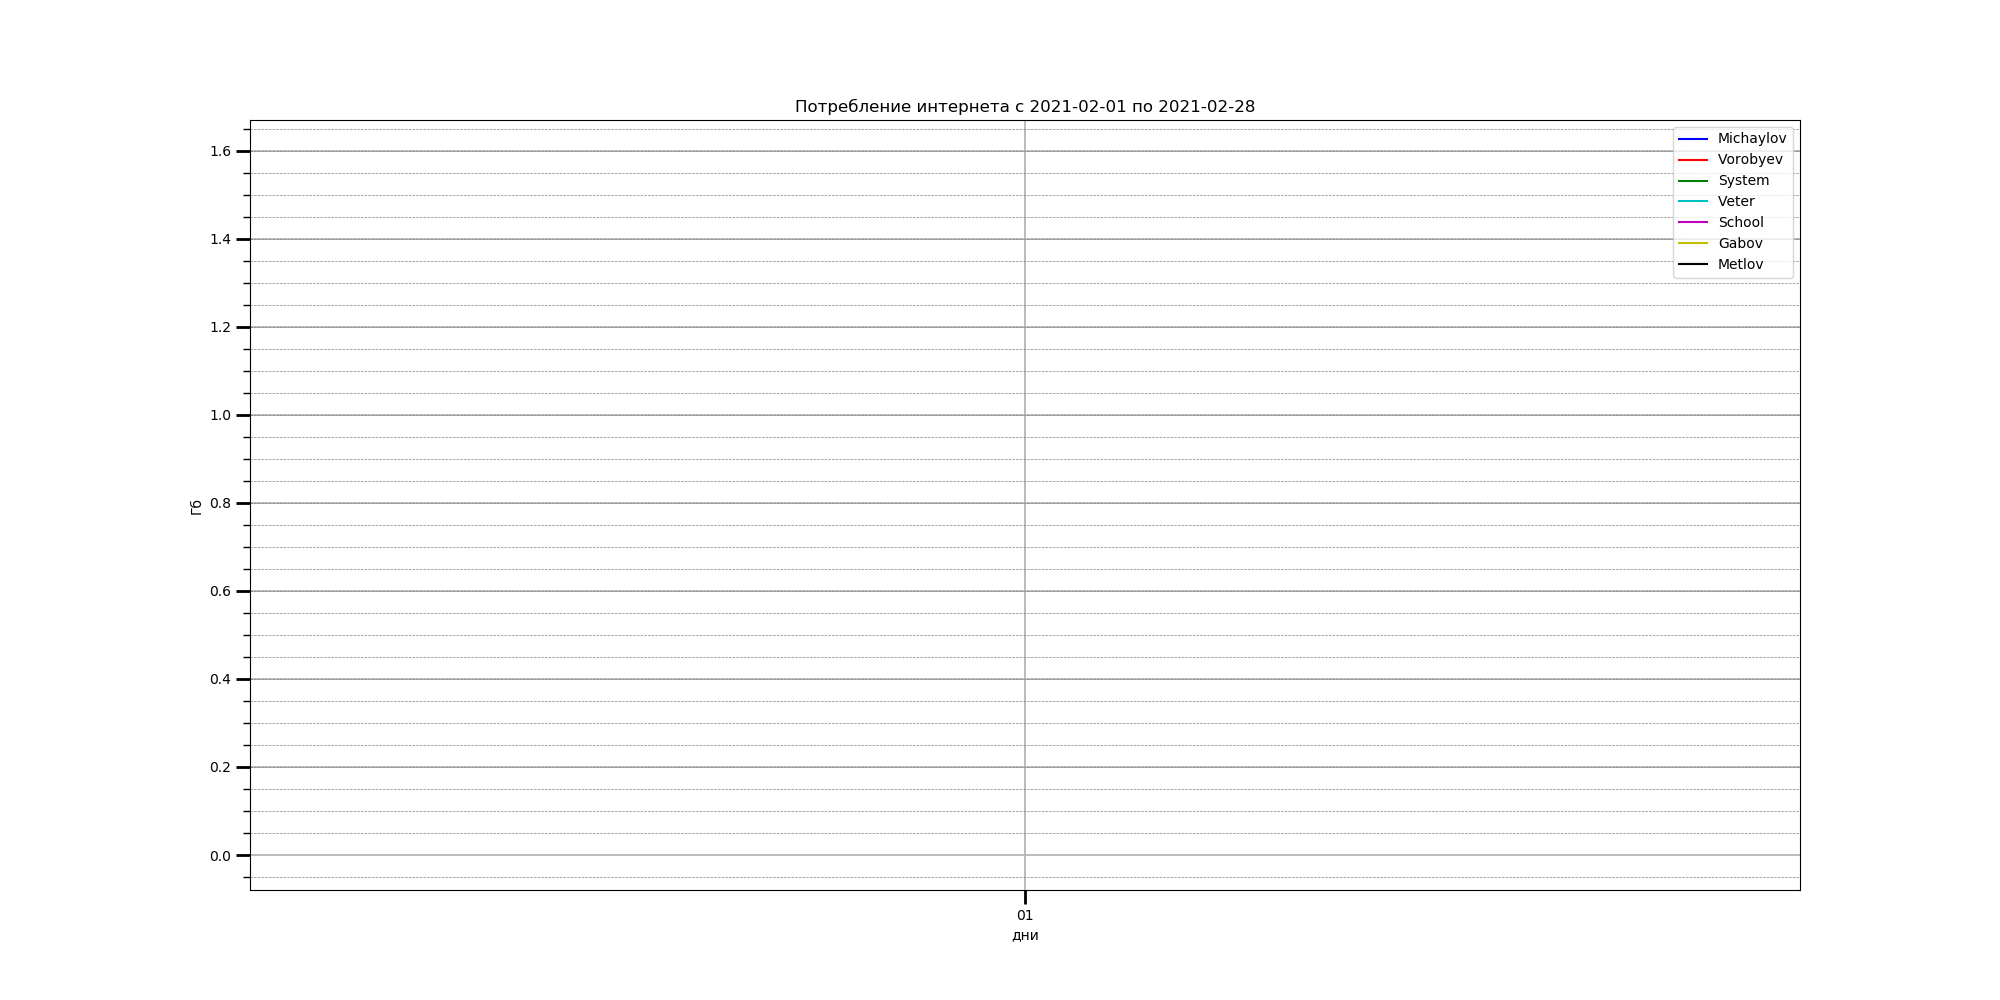 Потребление интернета с 2021-02-01 по 2021-02-28
Michaylov
Vorobyev
System
Veter
School
Gabov
Metlov
1.6
1.4
1.2
1.0
0.8
0.6
0.4
0.2
0.0
Гб
01
дни